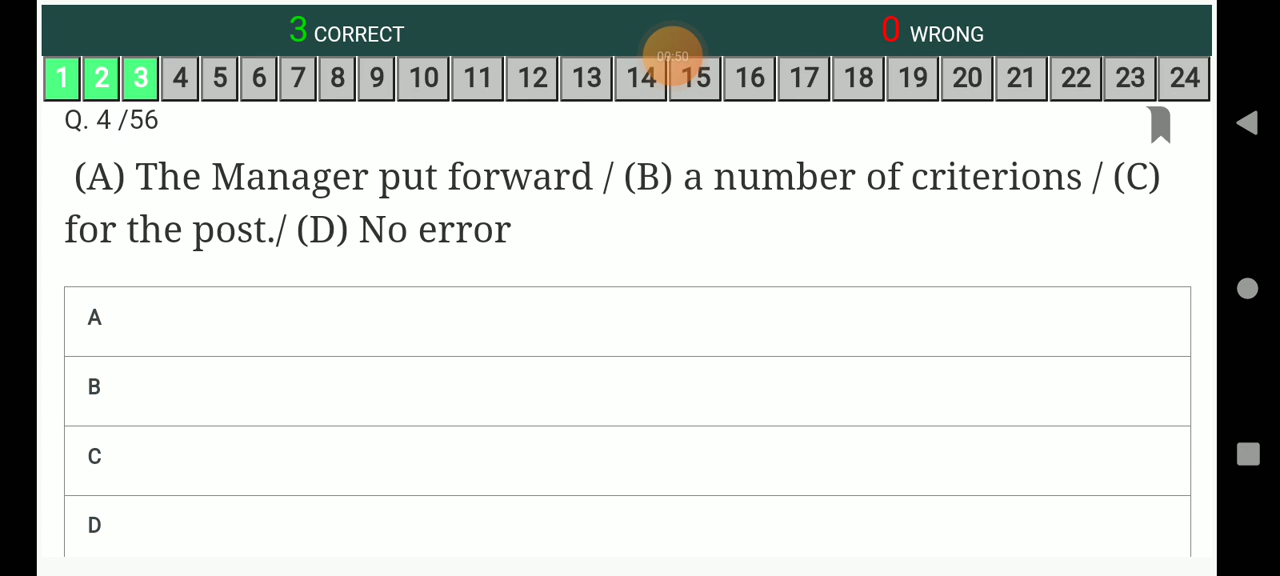 3 CORRECT 0 WRONG
09:50
1 2 3 4 5 6 7 8 9 10 11 12 13 14 15 16 17 18 19 20 21 22 23 24
Q. 4 /56
(A) The Manager put forward / (B) a number of criterions / (C)
for the post./ (D) No error
A
B
C
D